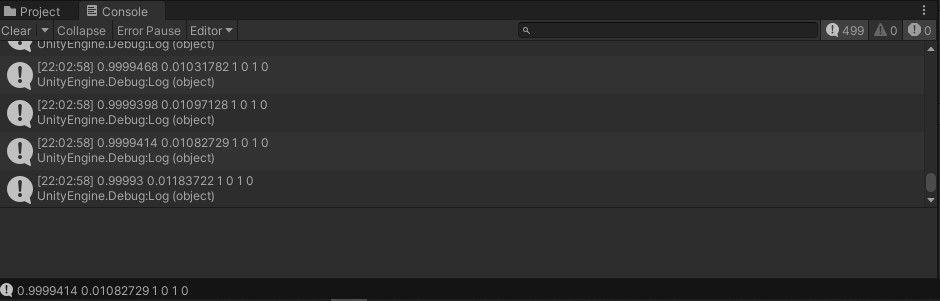 Project Console
Clear Collapse Error Pause Editor 499 0 0
UnityEngine.Debug:Log (object)
[22:02:58] 0.9999468 0.01031782 1 0 1 0
UnityEngine.Debug:Log (object)
[22:02:58] 0.9999398 0.01097128 1 0 1 0
UnityEngine.Debug:Log (object)
[22:02:58] 0.9999414 0.01082729 1 0 1 0
UnityEngine.Debug:Log (object)
[22:02:58] 0.99993 0.01183722 1 0 1 0
UnityEngine.Debug:Log (object)
0.9999414 0.01082729 1 0 1 0